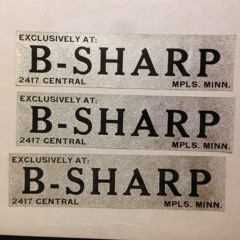 EXCLUSIVELY AT:
B-SHARP
2417 CENTRAL MPLS. MINN.
EXCLUSIVELY AT:
B-SHARP
2417 CENTRAL MPLS. MINN.
EXCLUSIVELY AT:
B-SHARP
2417 CENTRAL MPLS. MINN.